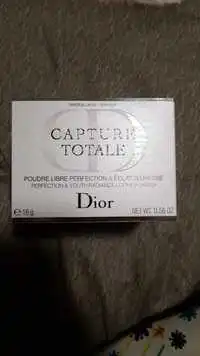 CAPTURE
TOTALE
POUDRE LIBRE PERFECTION & ÉCLAT JEUNESSE
PERFECTION & YOUTH RADIANCE LOOSE POWDER
Dior
e 16 g
NET WT. 0.56 OZ